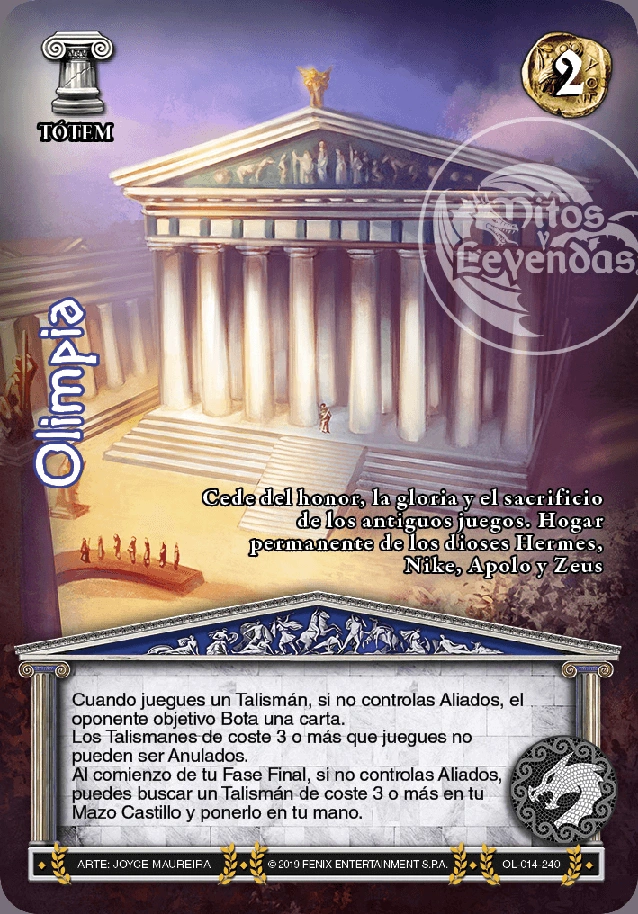 TÓTEM
2
Mitos
y
Leyendas
Olimpia
Cede del honor, la gloria y el sacrificio
de los antiguos juegos. Hogar
permanente de los dioses Hermes,
Nike, Apolo y Zeus
Cuando juegues un Talismán, si no controlas Aliados, el
oponente objetivo Bota una carta.
Los Talismanes de coste 3 o más que juegues no
pueden ser Anulados.
Al comienzo de tu Fase Final, si no controlas Aliados,
puedes buscar un Talismán de coste 3 o más en tu
Mazo Castillo y ponerlo en tu mano.
ARTE: JOYCE MAUREIRA
© 2019 FENIX ENTERTAINMENT S.P.A.
OL-014-240